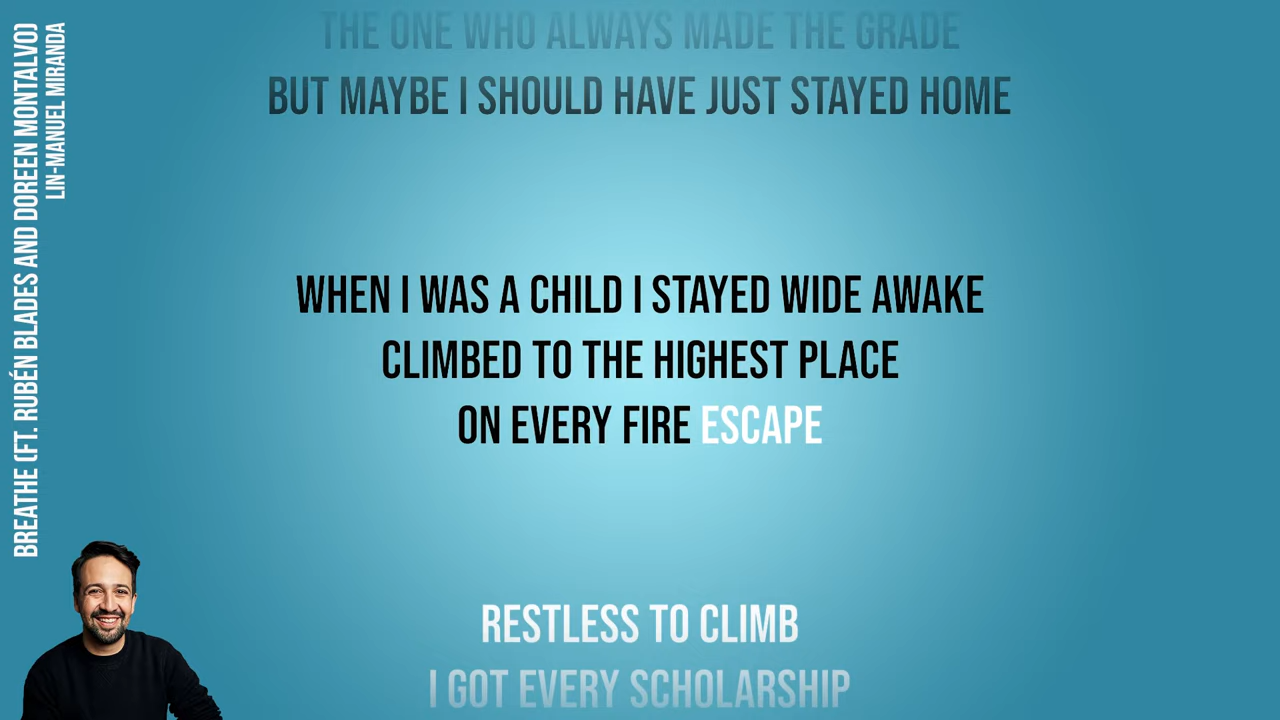 THE ONE WHO ALWAYS MADE THE GRADE
BUT MAYBE I SHOULD HAVE JUST STAYED HOME
WHEN I WAS A CHILD I STAYED WIDE AWAKE
CLIMBED TO THE HIGHEST PLACE
ON EVERY FIRE ESCAPE
RESTLESS TO CLIMB
I GOT EVERY SCHOLARSHIP
BREATHE (FT. RUBÉN BLADES AND DOREEN MONTALVO)
LIN-MANUEL MIRANDA